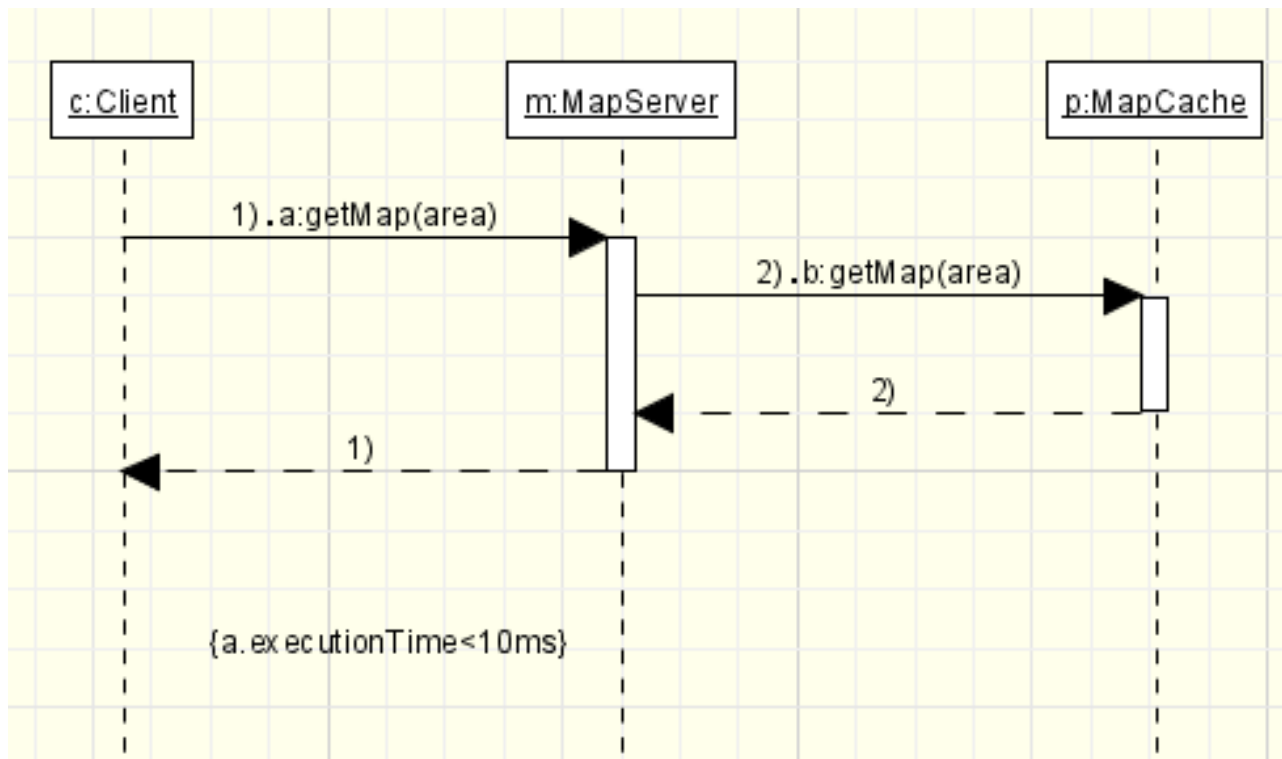 c:Client
m:MapServer
p:MapCache
1).a:getMap(area)
2).b:getMap(area)
2)
1)
{a.executionTime<10ms}